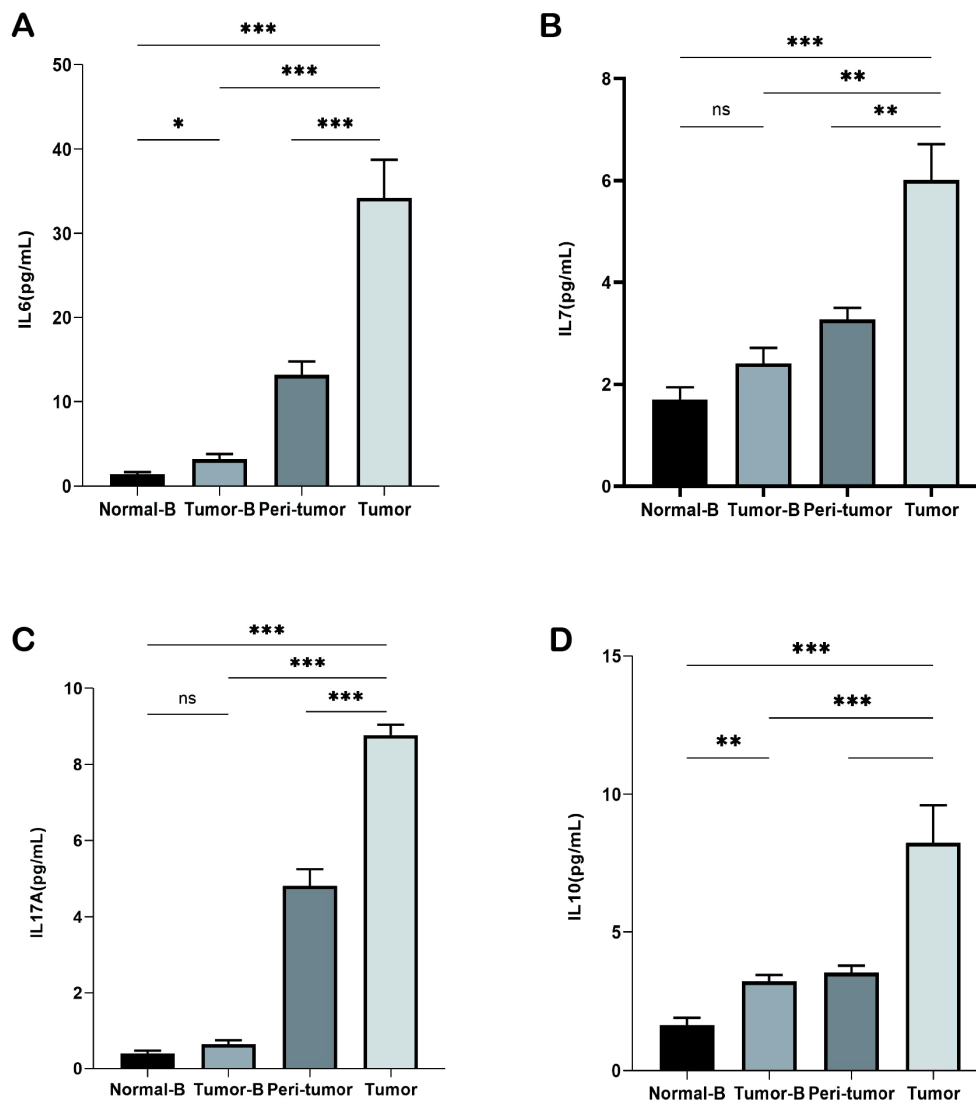 A
***
***
* ***
50
40
30
20
10
0
IL6(pg/mL)
Normal-B Tumor-B Peri-tumor Tumor
B
***
**
ns **
8
6
4
2
0
IL7(pg/mL)
Normal-B Tumor-B Peri-tumor Tumor
C
***
***
ns ***
10
8
6
4
2
0
IL17A(pg/mL)
Normal-B Tumor-B Peri-tumor Tumor
D
***
***
**
15
10
5
0
IL10(pg/mL)
Normal-B Tumor-B Peri-tumor Tumor